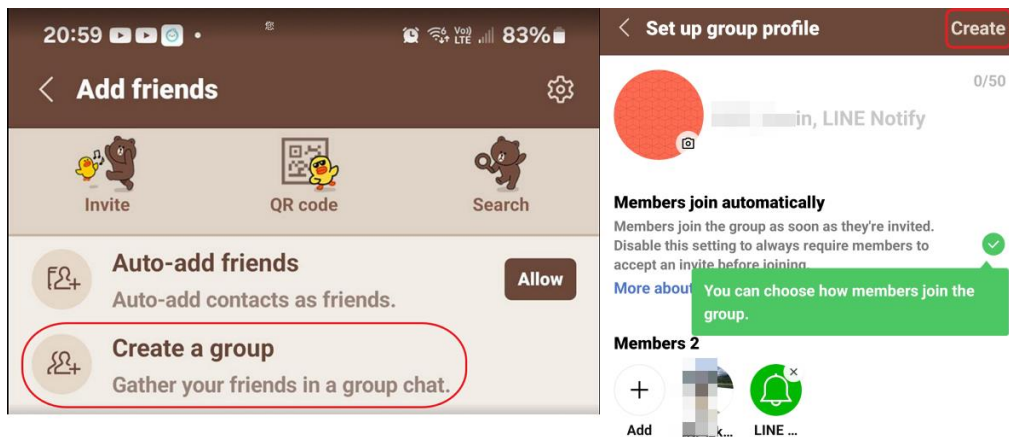 20:59
Vo)) LTE
83%
Add friends
Invite
QR code
Search
Auto-add friends
Auto-add contacts as friends.
Allow
Create a group
Gather your friends in a group chat.
Set up group profile
Create
0/50
in, LINE Notify
Members join automatically
Members join the group as soon as they're invited.
Disable this setting to always require members to
accept an invite before joining.
More about
You can choose how members join the
group.
Members 2
Add
LINE ...